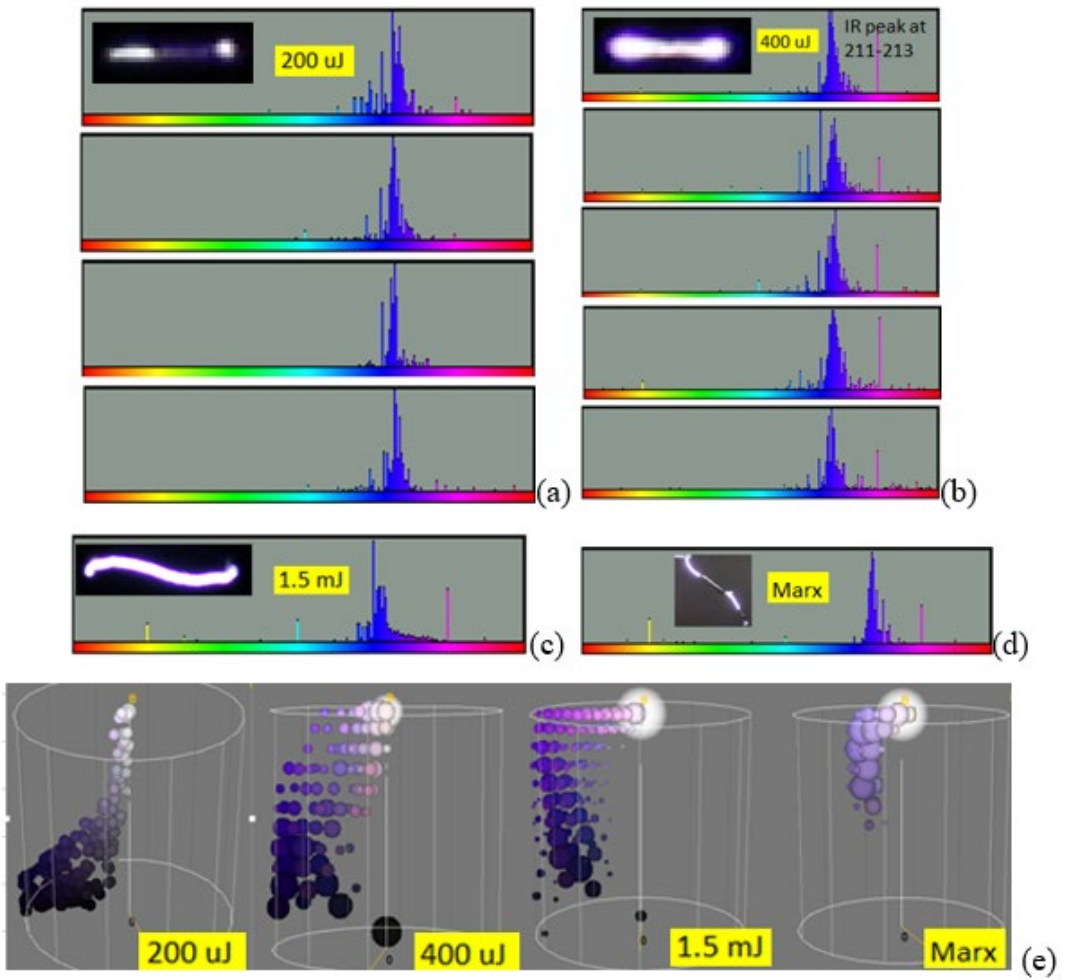 200 uJ
400 uJ
IR peak at
211-213
(a)
(b)
1.5 mJ
(c)
Marx
(d)
200 uJ
400 uJ
1.5 mJ
Marx
(e)